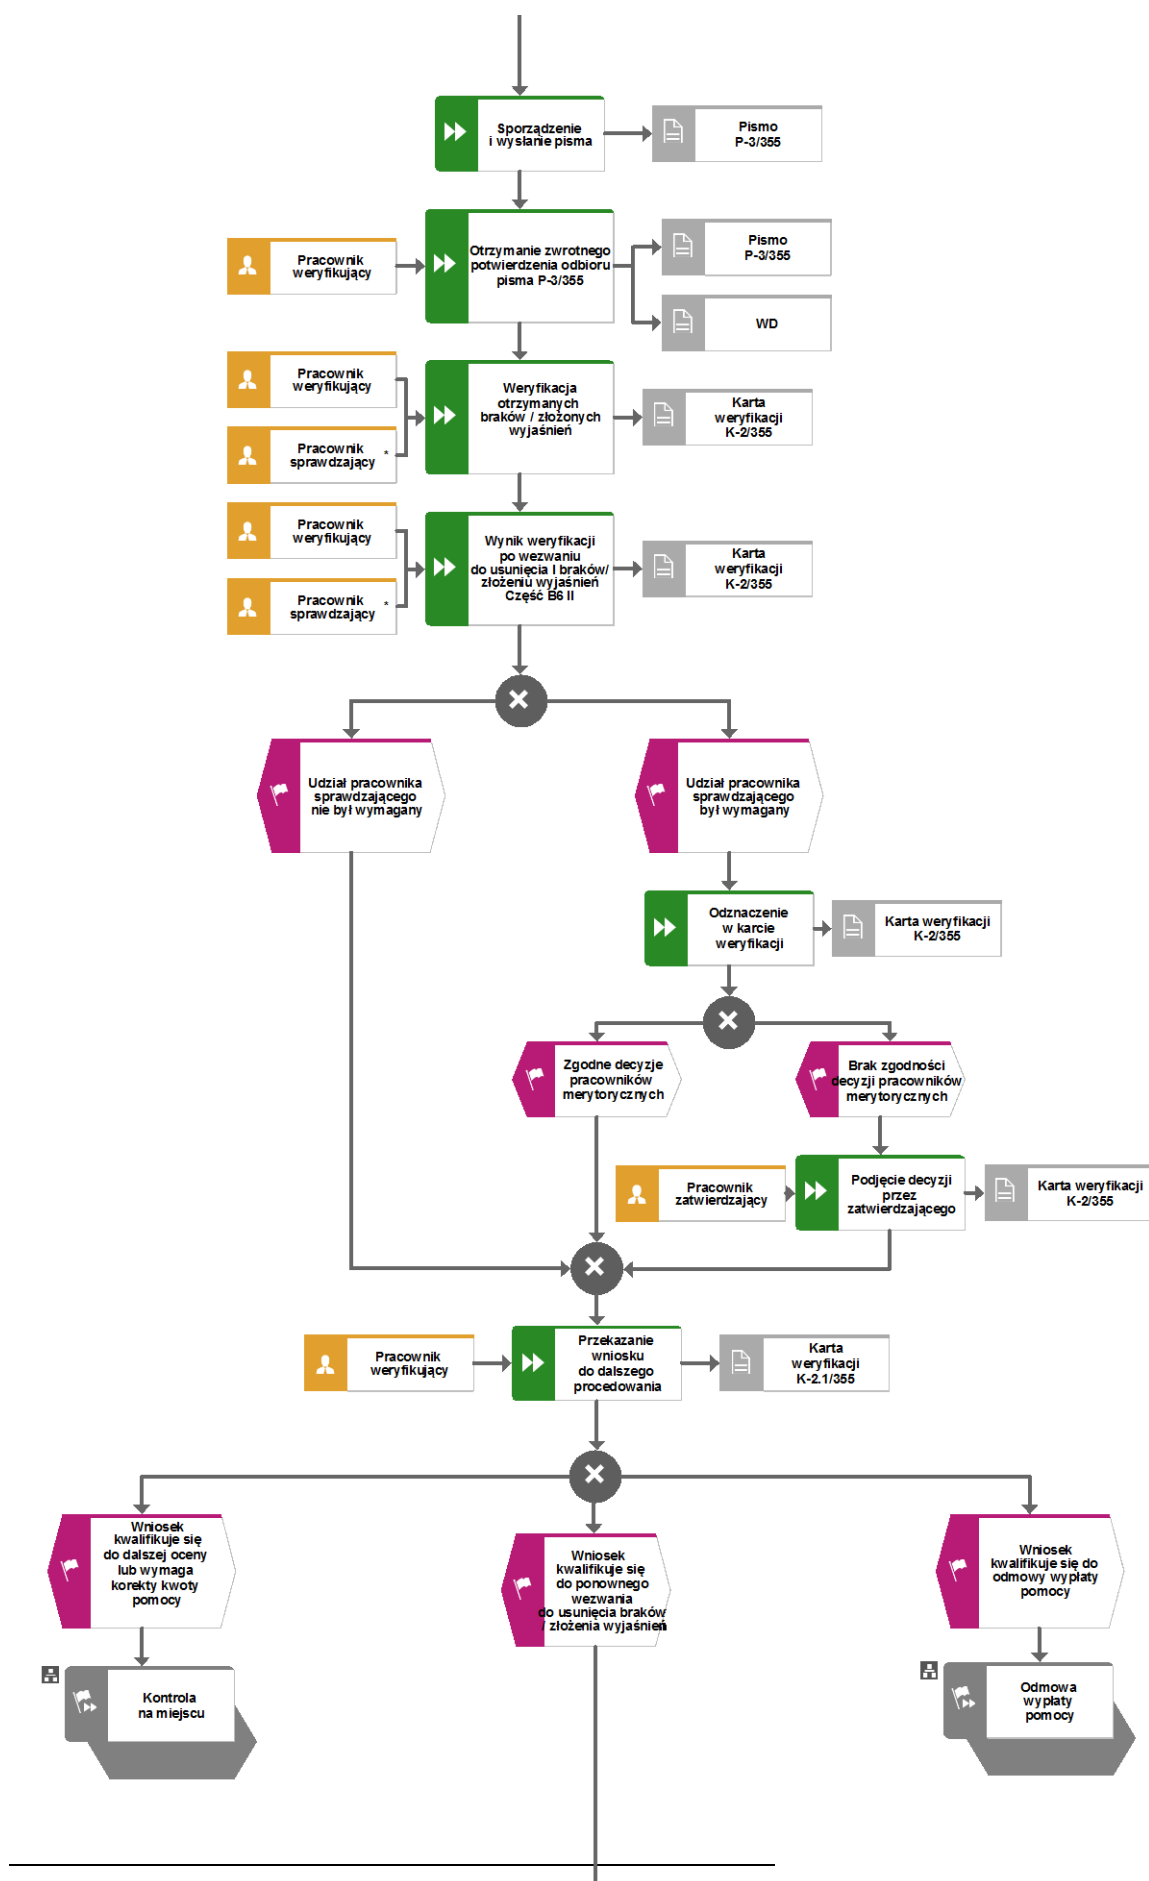 Sporządzenie
i wysłanie pisma
Pismo
P-3/355
Pracownik
weryfikujący
Otrzymanie zwrotnego
potwierdzenia odbioru
pisma P-3/355
Pismo
P-3/355
WD
Pracownik
weryfikujący
Pracownik
sprawdzający *
Weryfikacja
otrzymanych
braków / złożonych
wyjaśnień
Karta
weryfikacji
K-2/355
Pracownik
weryfikujący
Pracownik
sprawdzający *
Wynik weryfikacji
po wezwaniu
do usunięcia I braków/
złożeniu wyjaśnień
Część B6 II
Karta
weryfikacji
K-2/355
Udział pracownika
sprawdzającego
nie był wymagany
Udział pracownika
sprawdzającego
był wymagany
Odznaczenie
w karcie
weryfikacji
Karta weryfikacji
K-2/355
Zgodne decyzje
pracowników
merytorycznych
Brak zgodności
decyzji pracowników
merytorycznych
Pracownik
zatwierdzający
Podjęcie decyzji
przez
zatwierdzającego
Karta weryfikacji
K-2/355
Pracownik
weryfikujący
Przekazanie
wniosku
do dalszego
procedowania
Karta
weryfikacji
K-2.1/355
Wniosek
kwalifikuje się
do dalszej oceny
lub wymaga
korekty kwoty
pomocy
Wniosek
kwalifikuje się
do ponownego
wezwania
do usunięcia braków
/ złożenia wyjaśnień
Wniosek
kwalifikuje się do
odmowy wypłaty
pomocy
Kontrola
na miejscu
Odmowa
wypłaty
pomocy